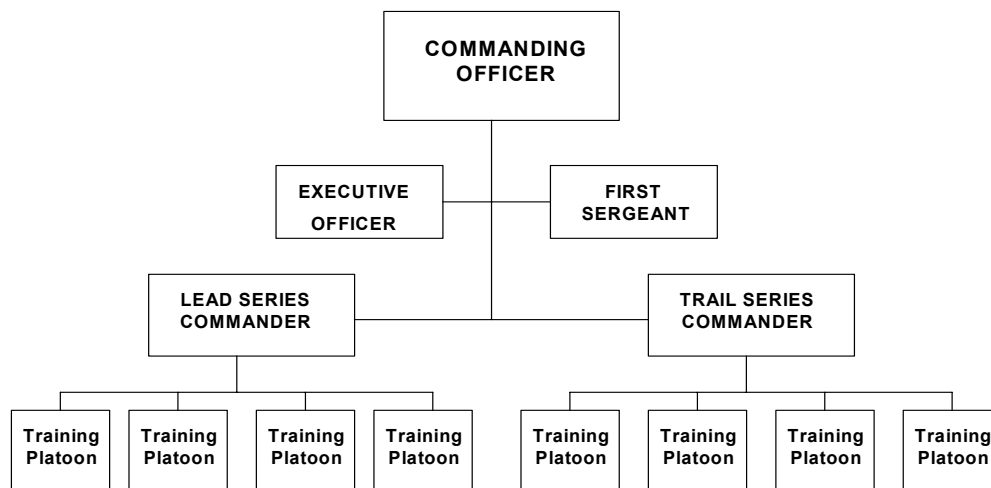 COMMANDING
OFFICER
EXECUTIVE
OFFICER
FIRST
SERGEANT
LEAD SERIES
COMMANDER
TRAIL SERIES
COMMANDER
Training
Platoon
Training
Platoon
Training
Platoon
Training
Platoon
Training
Platoon
Training
Platoon
Training
Platoon
Training
Platoon